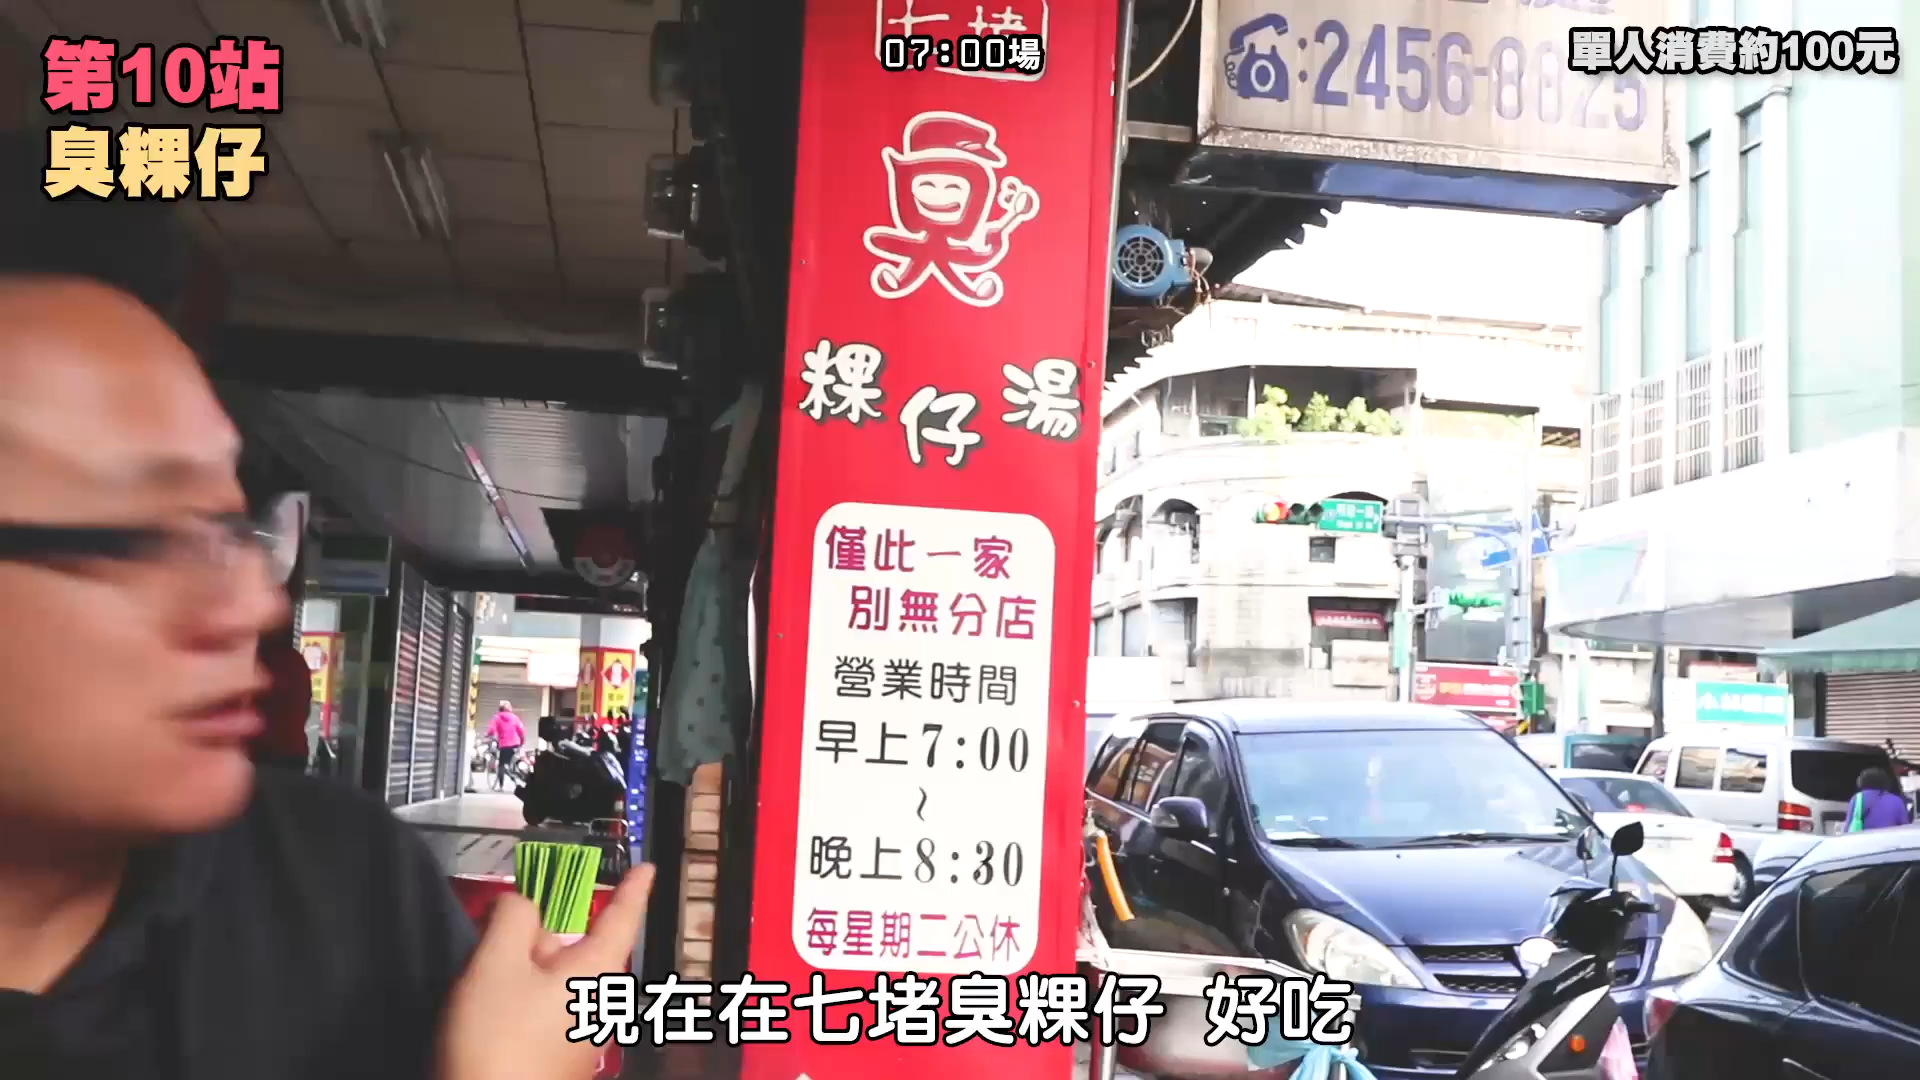 第10站
臭粿仔
07:00場
單人消費約100元
七堵
臭
粿仔湯
:2456-8025
僅此一家
別無分店
營業時間
早上7:00
~
晚上8:30
每星期二公休
現在在七堵臭粿仔 好吃